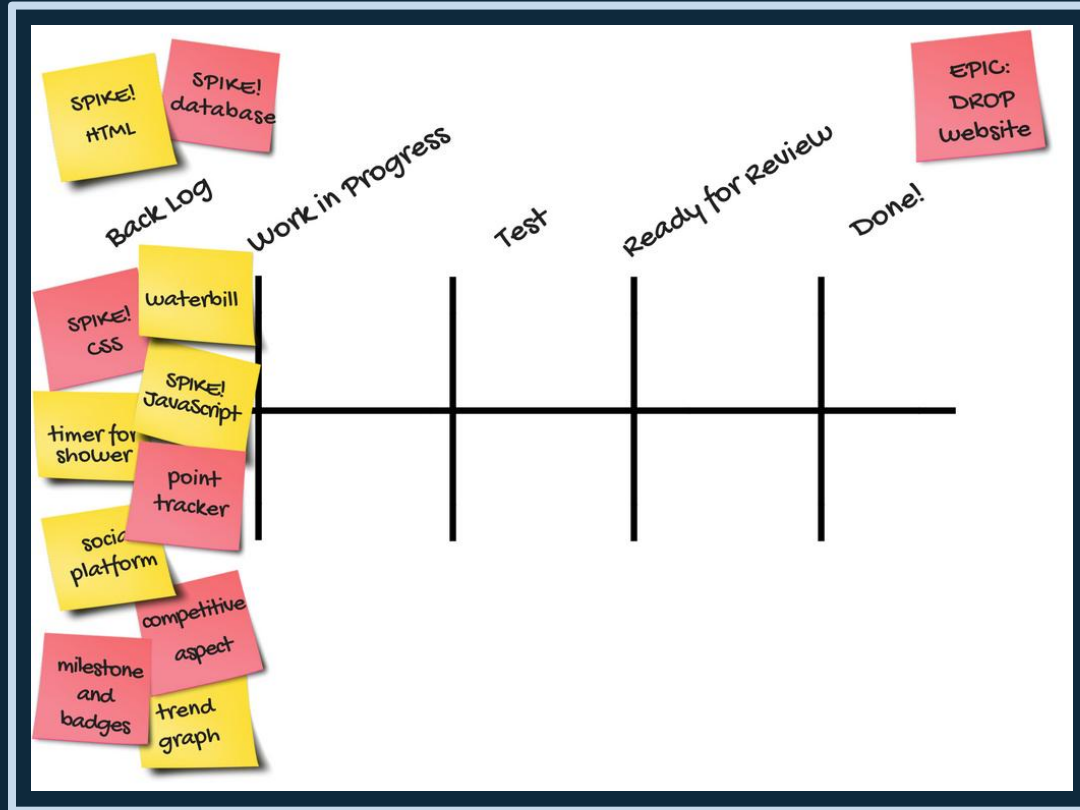 SPIKE!
HTML
SPIKE!
database
EPIC:
DROP
website
Back Log
Work in Progress
Test
Ready for Review
Done!
waterbill
SPIKE!
CSS
SPIKE!
JavaScript
timer for
shower
point
tracker
social
platform
competitive
aspect
milestone
and
badges
trend
graph